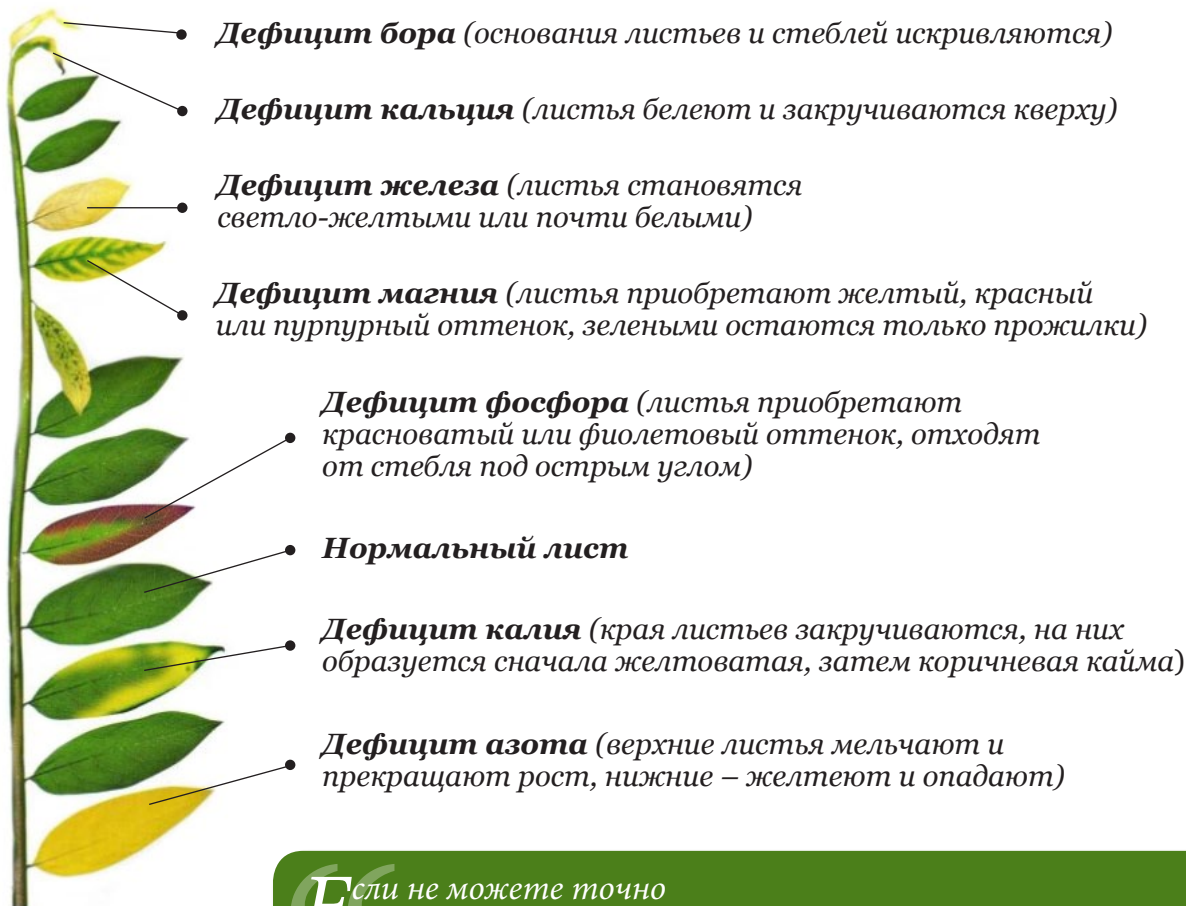 Дефицит бора (основания листьев и стеблей искривляются)
Дефицит кальция (листья белеют и закручиваются кверху)
Дефицит железа (листья становятся
светло-желтыми или почти белыми)
Дефицит магния (листья приобретают желтый, красный
или пурпурный оттенок, зелеными остаются только прожилки)
Дефицит фосфора (листья приобретают
красноватый или фиолетовый оттенок, отходят
от стебля под острым углом)
Нормальный лист
Дефицит калия (края листьев закручиваются, на них
образуется сначала желтоватая, затем коричневая кайма)
Дефицит азота (верхние листья мельчают и
прекращают рост, нижние – желтеют и опадают)
Если не можете точно